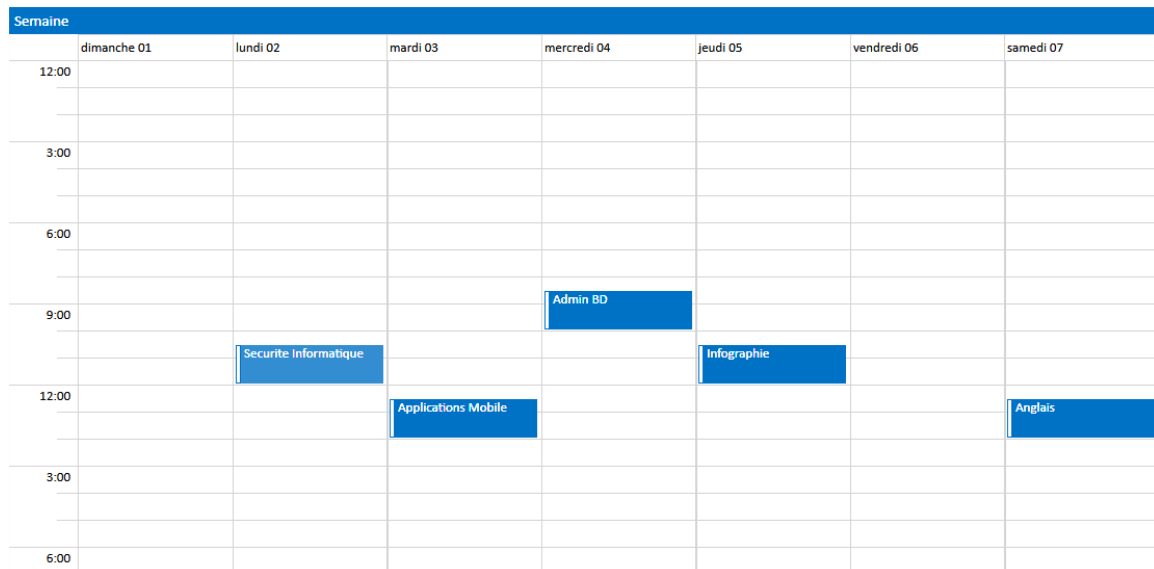 Semaine
dimanche 01 lundi 02 mardi 03 mercredi 04 jeudi 05 vendredi 06 samedi 07
12:00
3:00
6:00
Admin BD
9:00
Securite Informatique Infographie
12:00
Applications Mobile Anglais
3:00
6:00